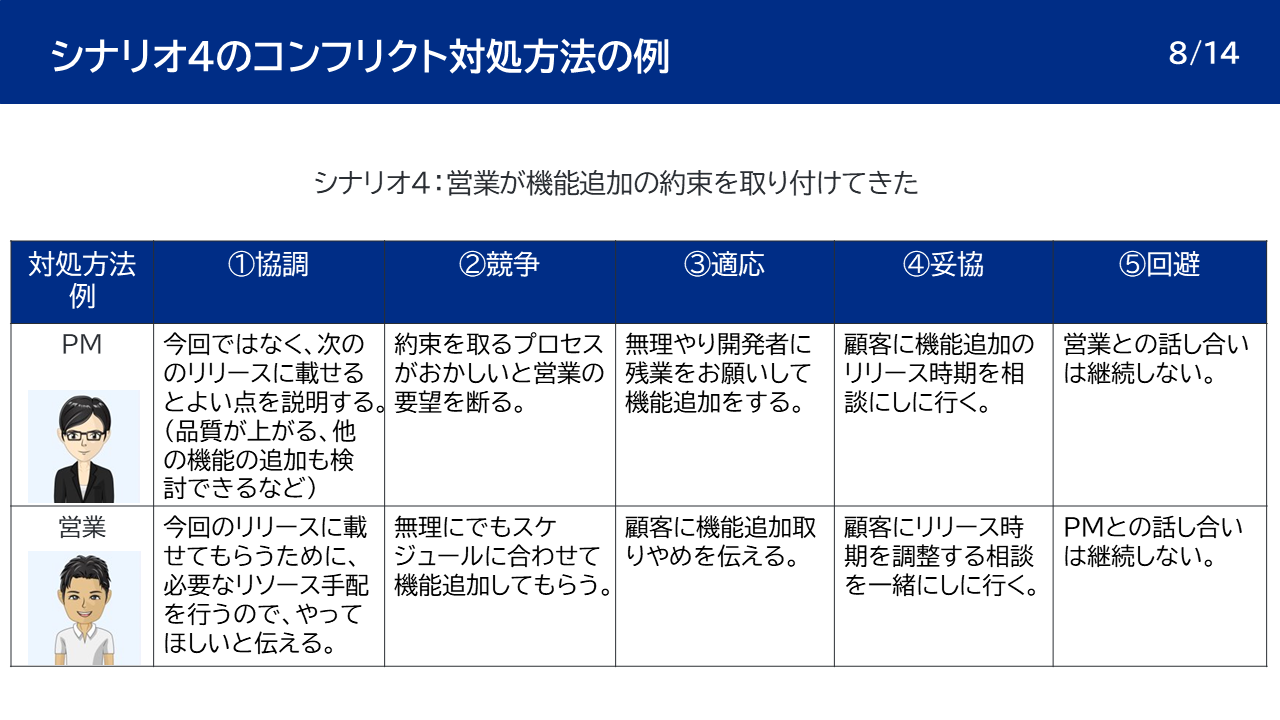 シナリオ4のコンフリクト対処方法の例
8/14
シナリオ4：営業が機能追加の約束を取り付けてきた
対処方法
例
①協調
②競争
③適応
④妥協
⑤回避
PM
今回ではなく、次の
のリリースに載せる
とよい点を説明する。
（品質が上がる、他
の機能の追加も検
討できるなど）
約束を取るプロセス
がおかしいと営業の
要望を断る。
無理やり開発者に
残業をお願いして
機能追加をする。
顧客に機能追加の
リリース時期を相
談にしに行く。
営業との話し合い
は継続しない。
営業
今回のリリースに載
せてもらうために、
必要なリソース手配
を行うので、やって
ほしいと伝える。
無理にでもスケ
ジュールに合わせて
機能追加してもらう。
顧客に機能追加取
りやめを伝える。
顧客にリリース時
期を調整する相談
を一緒にしに行く。
PMとの話し合い
は継続しない。